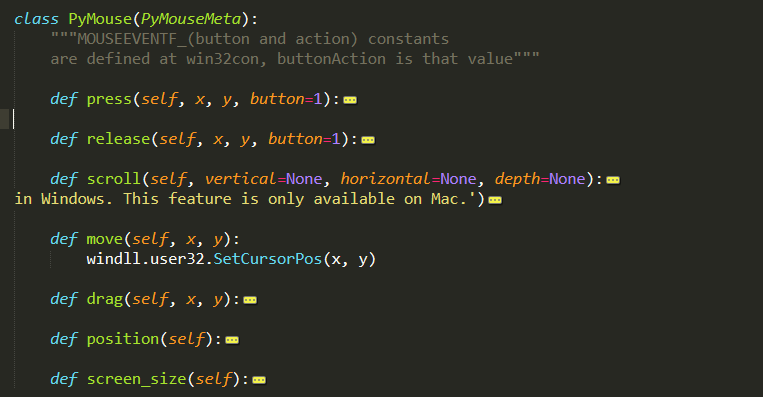 class PyMouse(PyMouseMeta):
"""MOUSEEVENTF_(button and action) constants
are defined at win32con, buttonAction is that value"""
def press(self, x, y, button=1):
def release(self, x, y, button=1):
def scroll(self, vertical=None, horizontal=None, depth=None):
in Windows. This feature is only available on Mac.')
def move(self, x, y):
windll.user32.SetCursorPos(x, y)
def drag(self, x, y):
def position(self):
def screen_size(self):